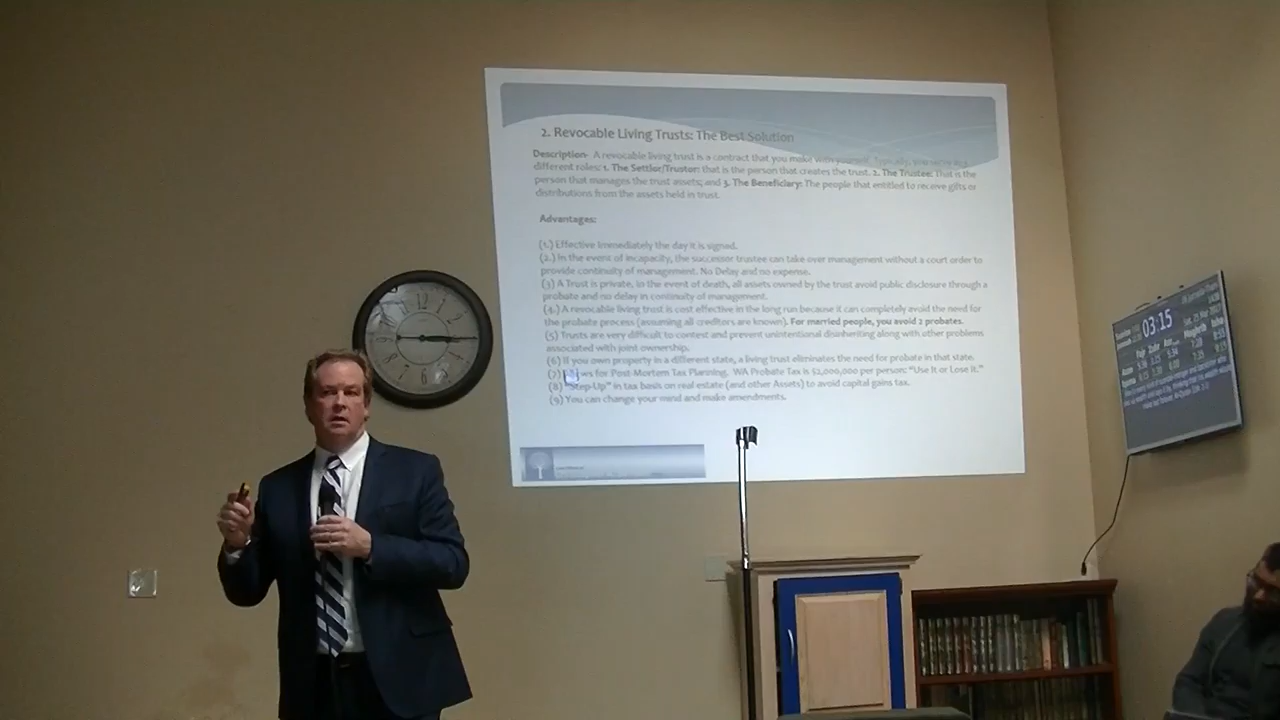 2. Revocable Living Trusts: The Best Solution
Description- A revocable living trust is a contract that you make with yourself. Typically, you serve in 3
different roles: 1. The Settlor/Trustor: that is the person that creates the trust. 2. The Trustee: That is the
person that manages the trust assets; and 3. The Beneficiary: The people that entitled to receive gifts or
distributions from the assets held in trust.
Advantages:
(1.) Effective immediately the day it is signed.
(2.) In the event of incapacity, the successor trustee can take over management without a court order to
provide continuity of management. No Delay and no expense.
(3) A Trust is private, in the event of death, all assets owned by the trust avoid public disclosure through a
probate and no delay in continuity of management.
(4.) A revocable living trust is cost effective in the long run because it can completely avoid the need for
the probate process (assuming all creditors are known). For married people, you avoid 2 probates.
(5) Trusts are very difficult to contest and prevent unintentional disinheriting along with other problems
associated with joint ownership.
(6) If you own property in a different state, a living trust eliminates the need for probate in that state.
(7) ws for Post-Mortem Tax Planning. WA Probate Tax is $2,000,000 per person: "Use It or Lose It."
(8) "Step-Up" in tax basis on real estate (and other Assets) to avoid capital gains tax.
(9) You can change your mind and make amendments.
12
1
2
3
4
5
6
7
8
9
10
11
03:15